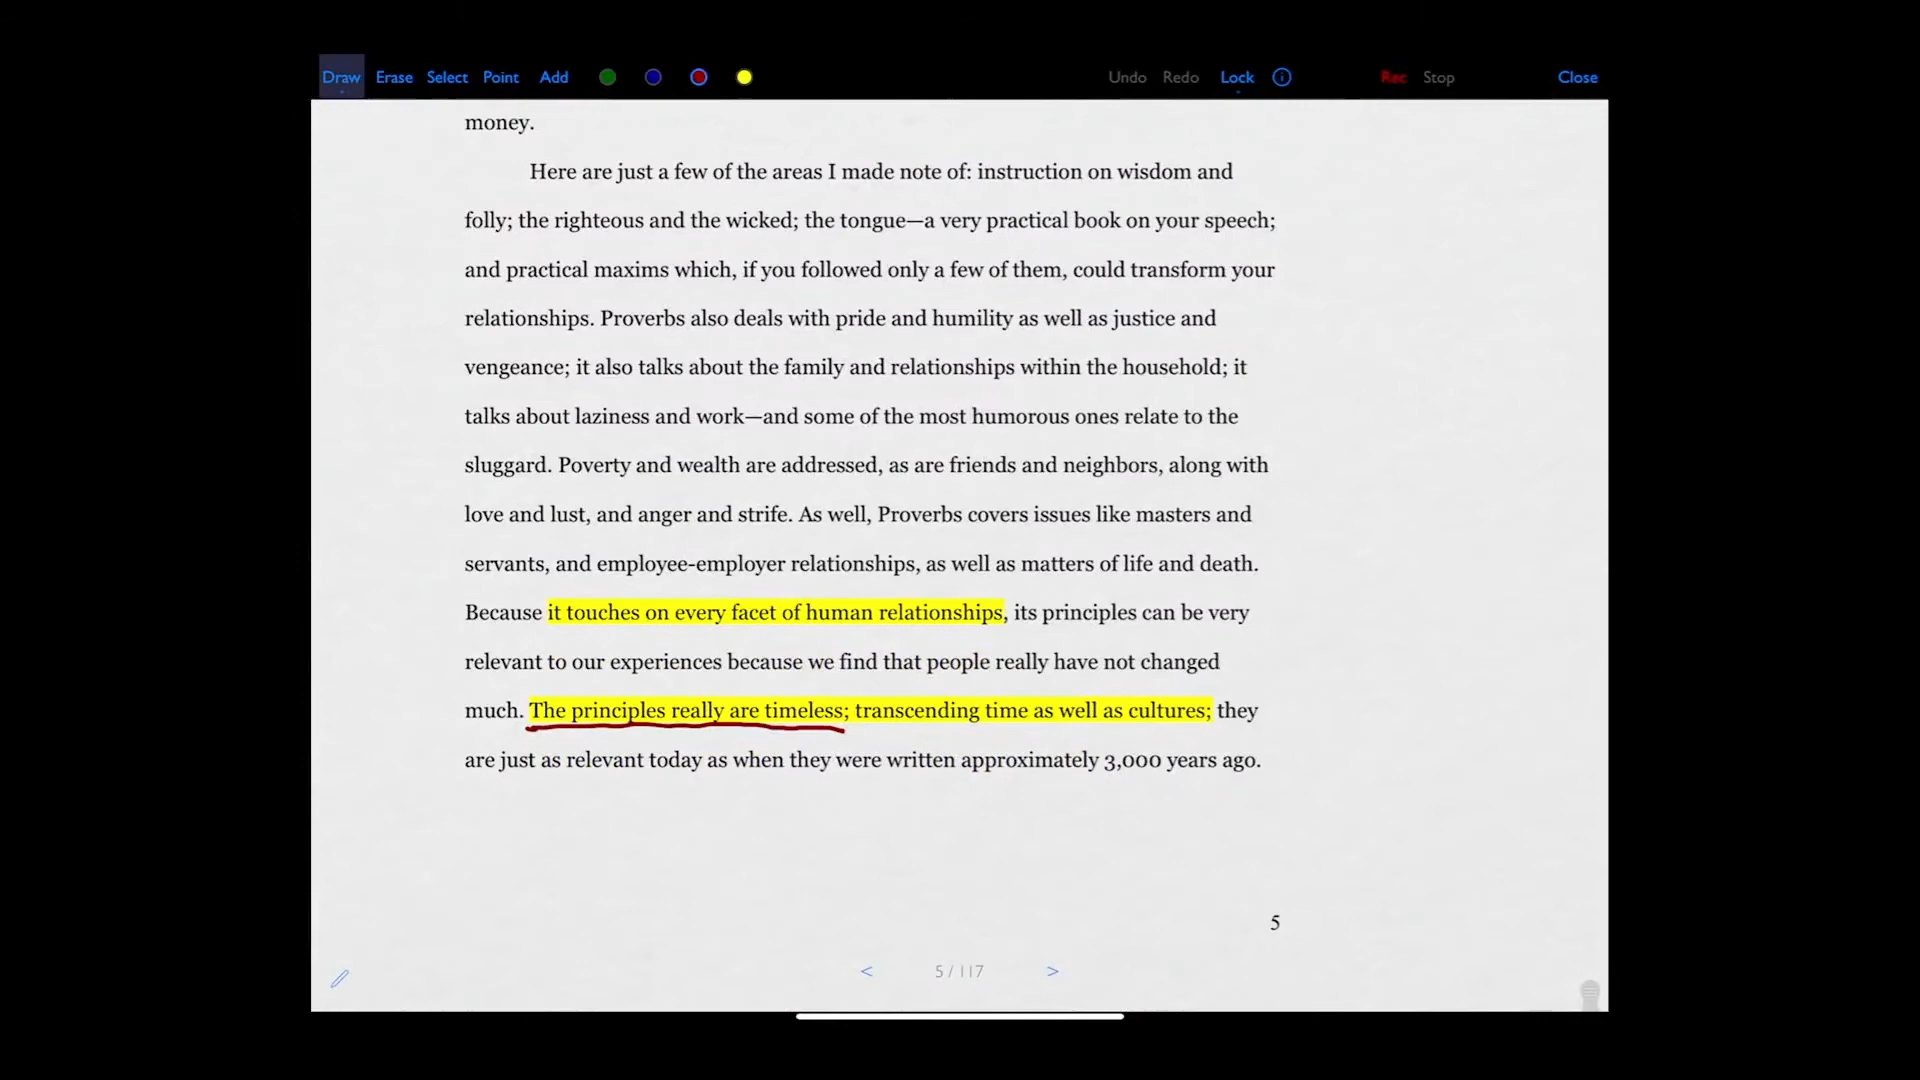 Draw Erase Select Point Add Undo Redo Lock Rec Stop Close
money.
Here are just a few of the areas I made note of: instruction on wisdom and
folly; the righteous and the wicked; the tongue—a very practical book on your speech;
and practical maxims which, if you followed only a few of them, could transform your
relationships. Proverbs also deals with pride and humility as well as justice and
vengeance; it also talks about the family and relationships within the household; it
talks about laziness and work—and some of the most humorous ones relate to the
sluggard. Poverty and wealth are addressed, as are friends and neighbors, along with
love and lust, and anger and strife. As well, Proverbs covers issues like masters and
servants, and employee-employer relationships, as well as matters of life and death.
Because it touches on every facet of human relationships, its principles can be very
relevant to our experiences because we find that people really have not changed
much. The principles really are timeless; transcending time as well as cultures; they
are just as relevant today as when they were written approximately 3,000 years ago.
5
< 5 / 117 >